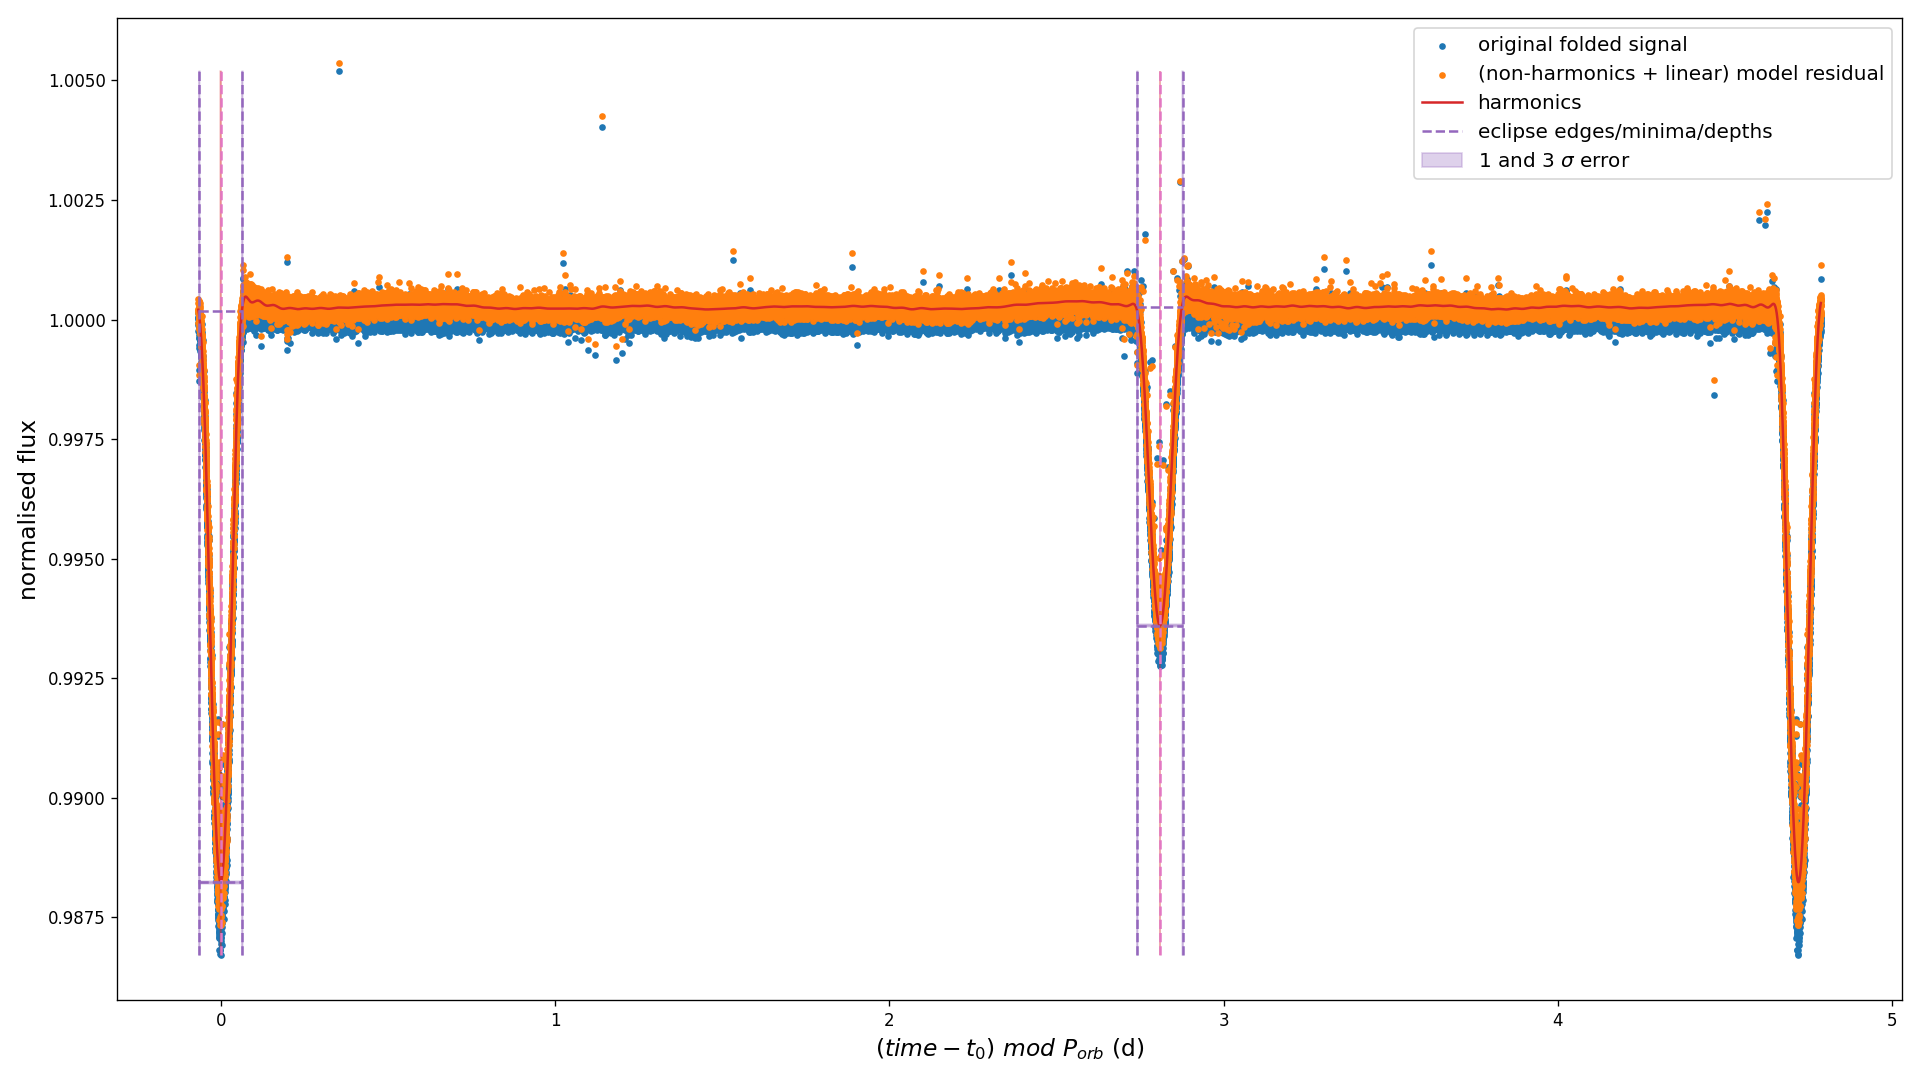 original folded signal
(non-harmonics + linear) model residual
harmonics
eclipse edges/minima/depths
1 and 3 σ error
normalised flux
1.0050
1.0025
1.0000
0.9975
0.9950
0.9925
0.9900
0.9875
0 1 2 3 4 5
(time − t₀) mod Pₒᵣb (d)